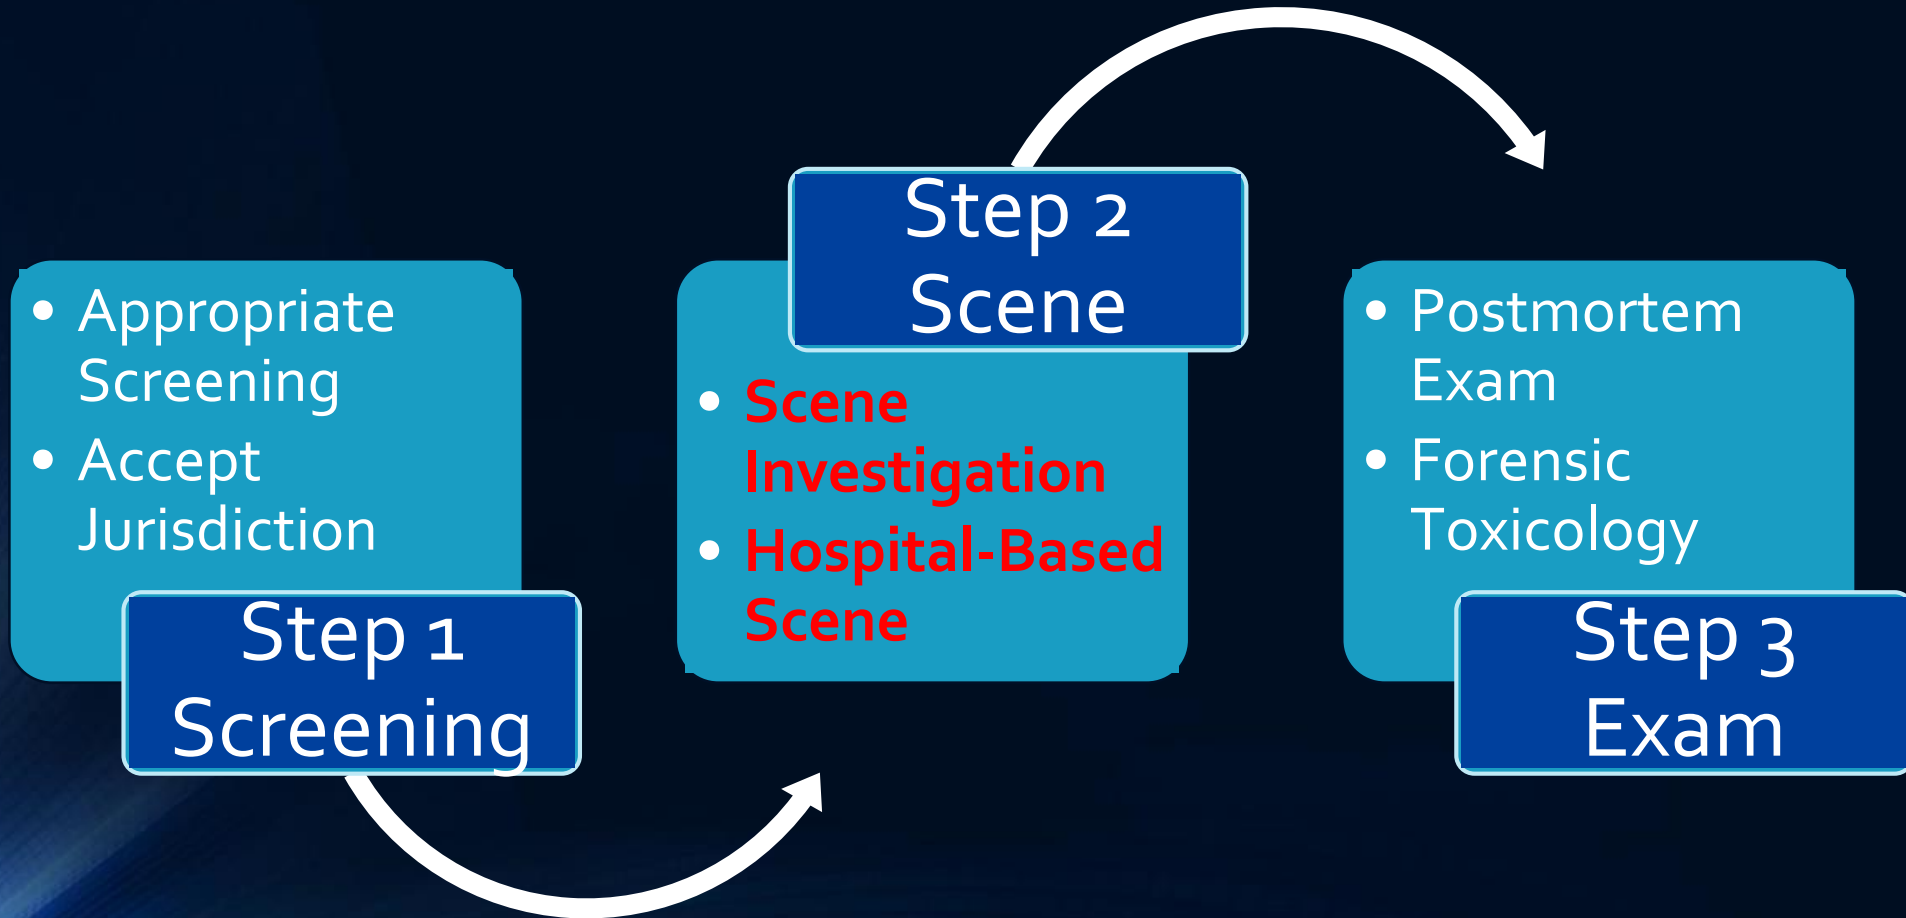 • Appropriate
Screening
• Accept
Jurisdiction
Step 1
Screening
Step 2
Scene
• Scene
Investigation
• Hospital-Based
Scene
• Postmortem
Exam
• Forensic
Toxicology
Step 3
Exam